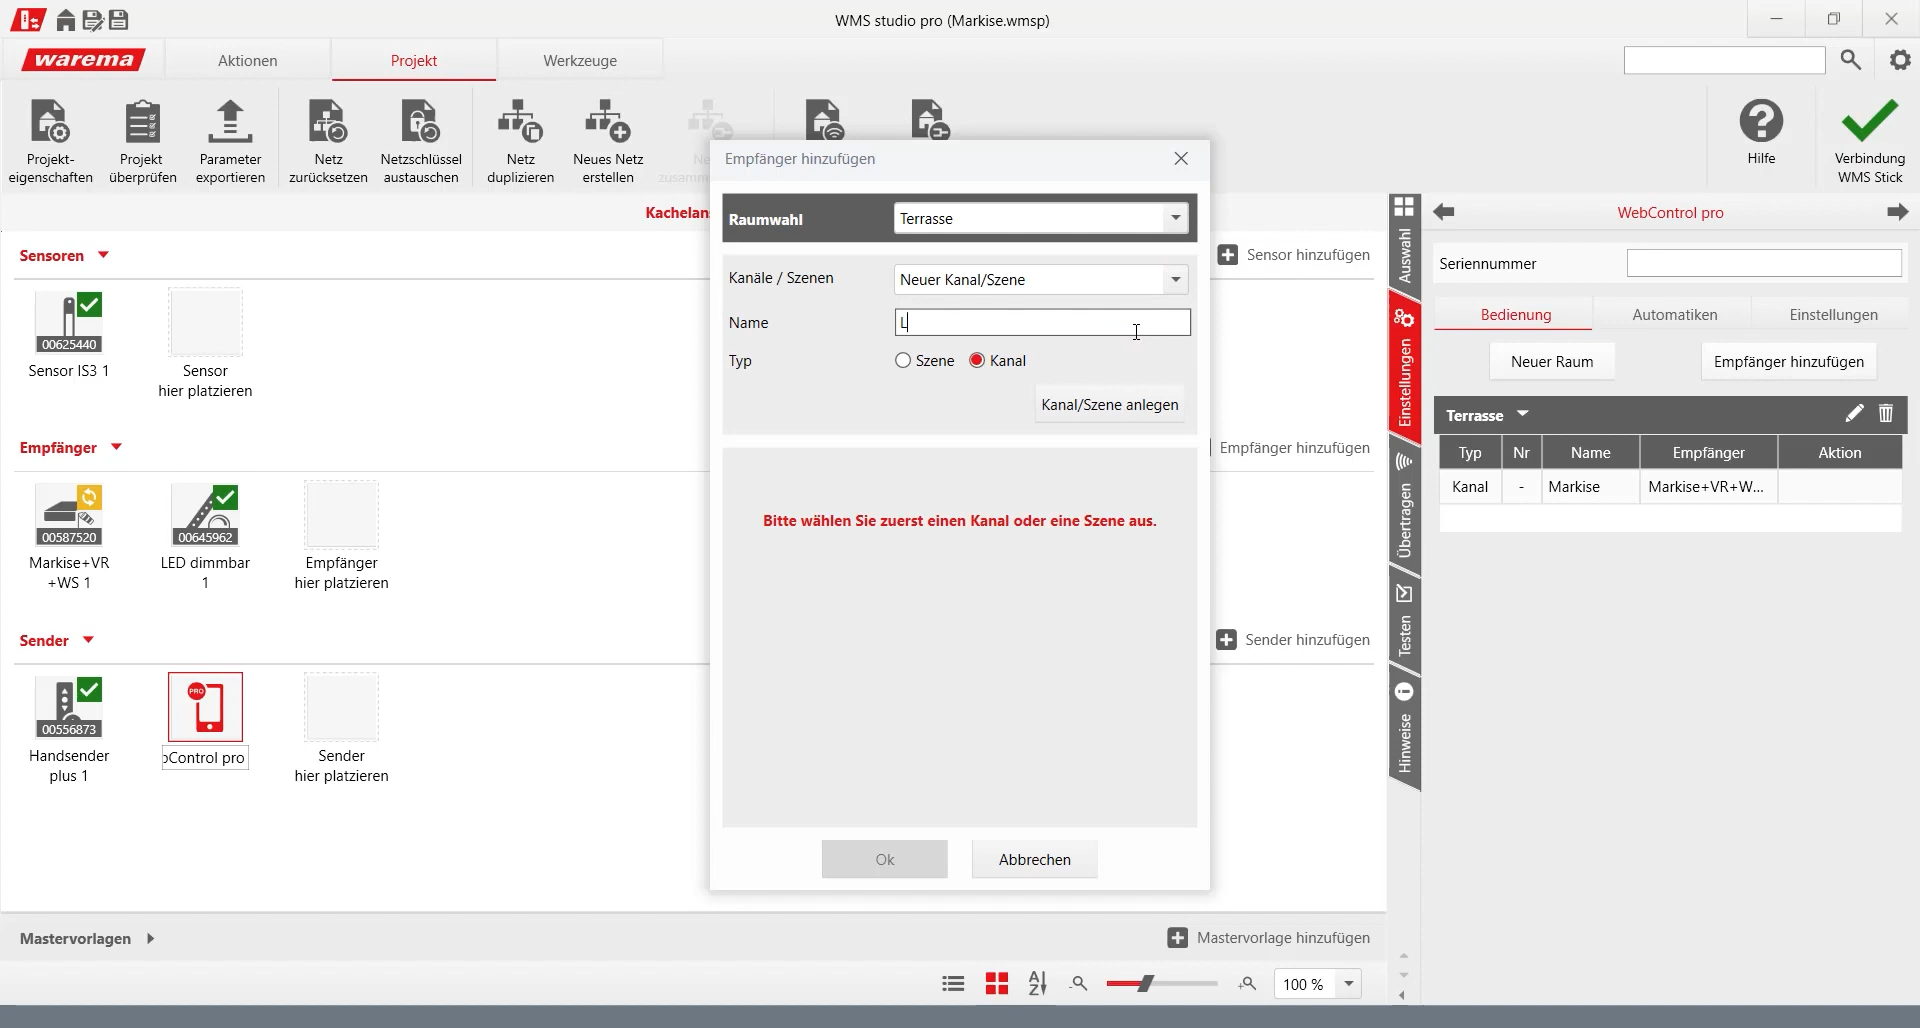 WMS studio pro (Markise.wmsp)
warema
Aktionen
Projekt
Werkzeuge
Projekt-
eigenschaften
Projekt
überprüfen
Parameter
exportieren
Netz
zurücksetzen
Netzschlüssel
austauschen
Netz
duplizieren
Neues Netz
erstellen
Hilfe
Verbindung
WMS Stick
Kachelans
Sensoren
Sensor hinzufügen
00625440
Sensor IS3 1
Sensor
hier platzieren
Empfänger
Empfänger hinzufügen
00587520
Markise+VR
+WS 1
00645962
LED dimmbar
1
Empfänger
hier platzieren
Sender
Sender hinzufügen
00556873
Handsender
plus 1
PRO
bControl pro
Sender
hier platzieren
Mastervorlagen
Mastervorlage hinzufügen
A
Z
100 %
Empfänger hinzufügen
Raumwahl
Terrasse
Kanäle / Szenen
Neuer Kanal/Szene
Name
L
Typ
Szene
Kanal
Kanal/Szene anlegen
Bitte wählen Sie zuerst einen Kanal oder eine Szene aus.
Ok
Abbrechen
Auswahl
Einstellungen
Übertragen
Testen
Hinweise
WebControl pro
Seriennummer
Bedienung
Automatiken
Einstellungen
Neuer Raum
Empfänger hinzufügen
Terrasse
Typ Nr Name Empfänger Aktion
Kanal - Markise Markise+VR+W...